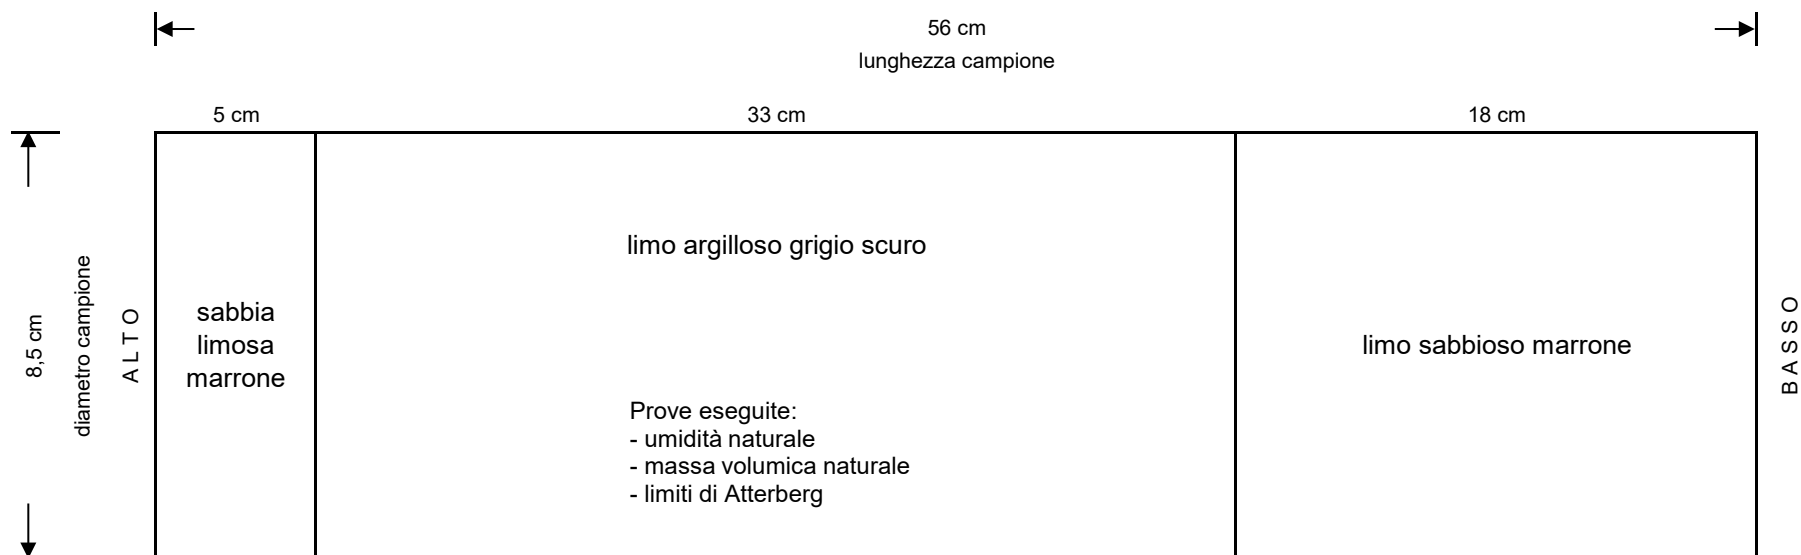 56 cm
lunghezza campione
5 cm
33 cm
18 cm
8,5 cm
diametro campione
ALTO
sabbia
limosa
marrone
limo argilloso grigio scuro
Prove eseguite:
- umidità naturale
- massa volumica naturale
- limiti di Atterberg
limo sabbioso marrone
BASSO